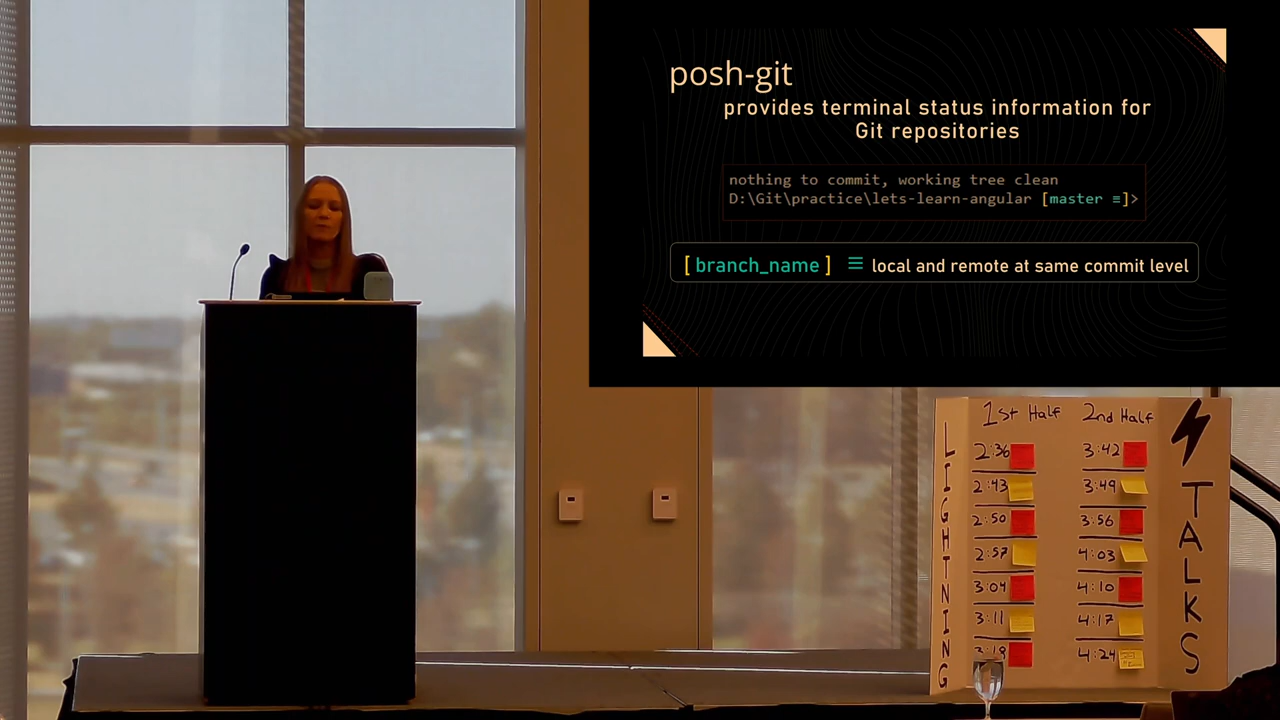 posh-git
provides terminal status information for
Git repositories
nothing to commit, working tree clean
D:\Git\practice\lets-learn-angular [master ≡]>
[ branch_name ] ≡ local and remote at same commit level
LIGHTNING
1st Half
2:36
2:43
2:50
2:57
3:04
3:11
3:19
2nd Half
3:42
3:49
3:56
4:03
4:10
4:17
4:24
TALKS